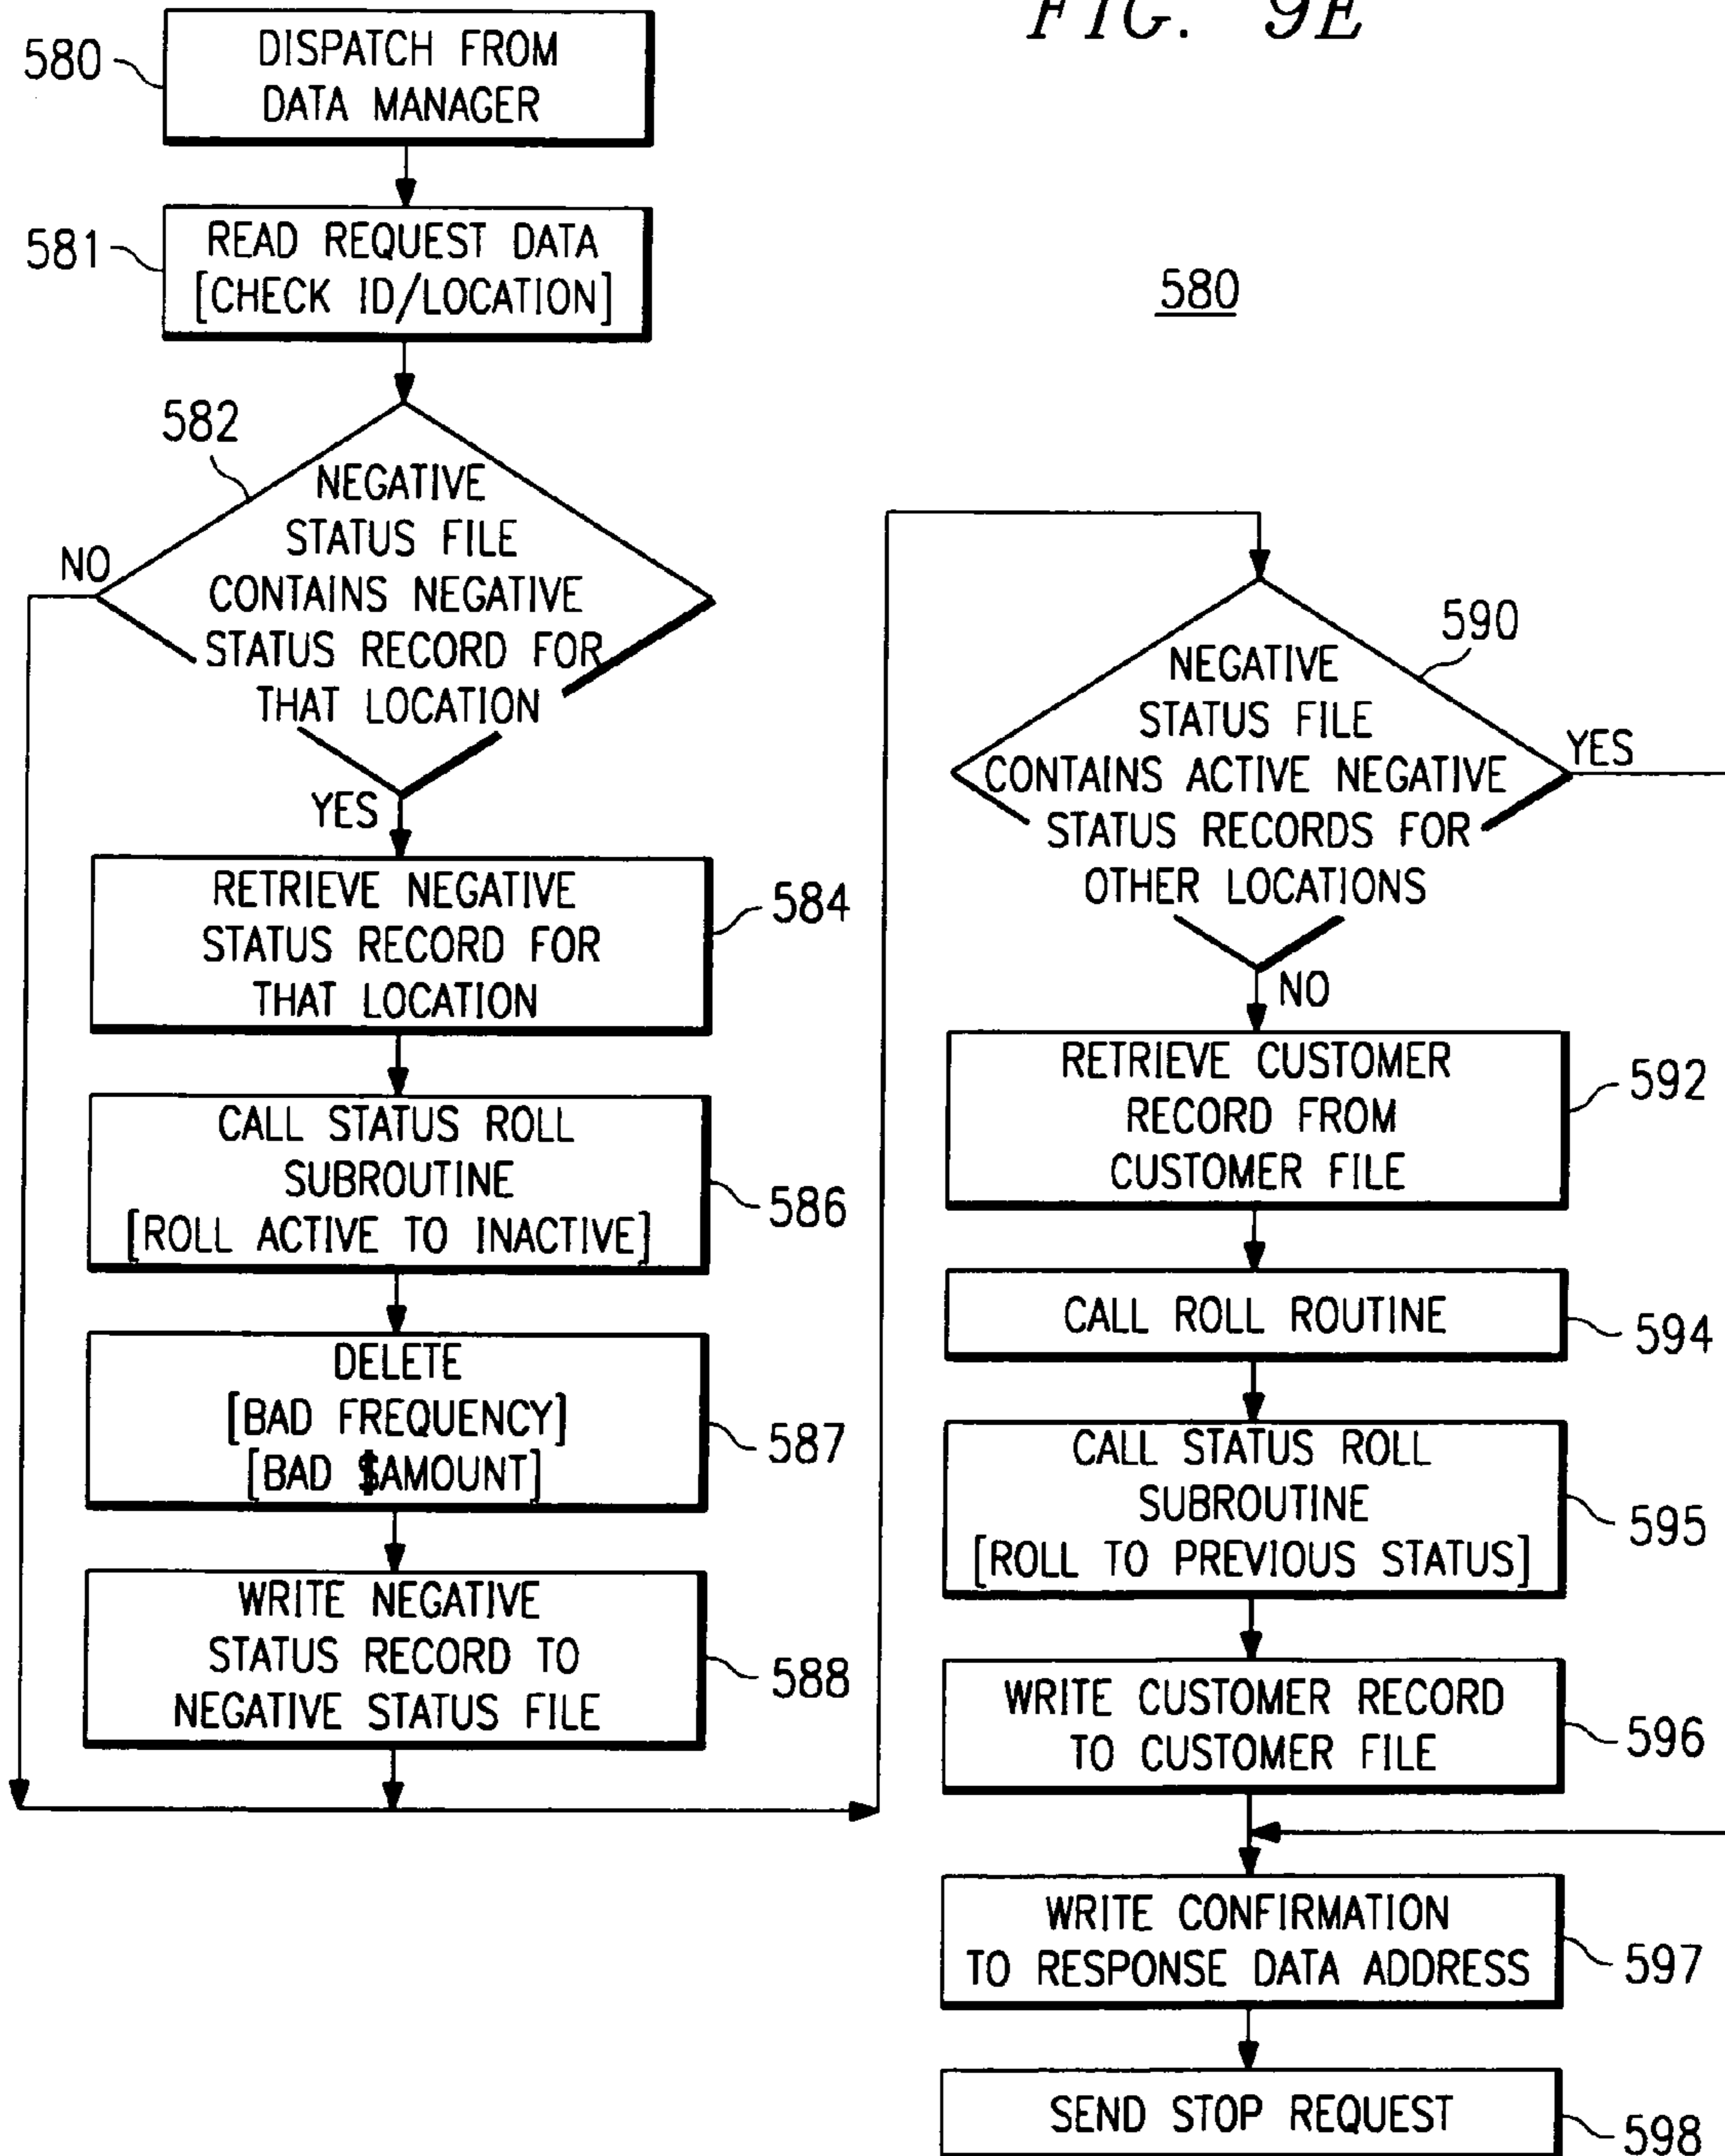 FIG. 9E
580
DISPATCH FROM
DATA MANAGER
581
READ REQUEST DATA
[CHECK ID/LOCATION]
580
582
NEGATIVE
STATUS FILE
CONTAINS NEGATIVE
STATUS RECORD FOR
THAT LOCATION
NO
YES
RETRIEVE NEGATIVE
STATUS RECORD FOR
THAT LOCATION
584
CALL STATUS ROLL
SUBROUTINE
[ROLL ACTIVE TO INACTIVE]
586
DELETE
[BAD FREQUENCY]
[BAD $AMOUNT]
587
WRITE NEGATIVE
STATUS RECORD TO
NEGATIVE STATUS FILE
588
590
NEGATIVE
STATUS FILE
CONTAINS ACTIVE NEGATIVE
STATUS RECORDS FOR
OTHER LOCATIONS
YES
NO
RETRIEVE CUSTOMER
RECORD FROM
CUSTOMER FILE
592
CALL ROLL ROUTINE
594
CALL STATUS ROLL
SUBROUTINE
[ROLL TO PREVIOUS STATUS]
595
WRITE CUSTOMER RECORD
TO CUSTOMER FILE
596
WRITE CONFIRMATION
TO RESPONSE DATA ADDRESS
597
SEND STOP REQUEST
598